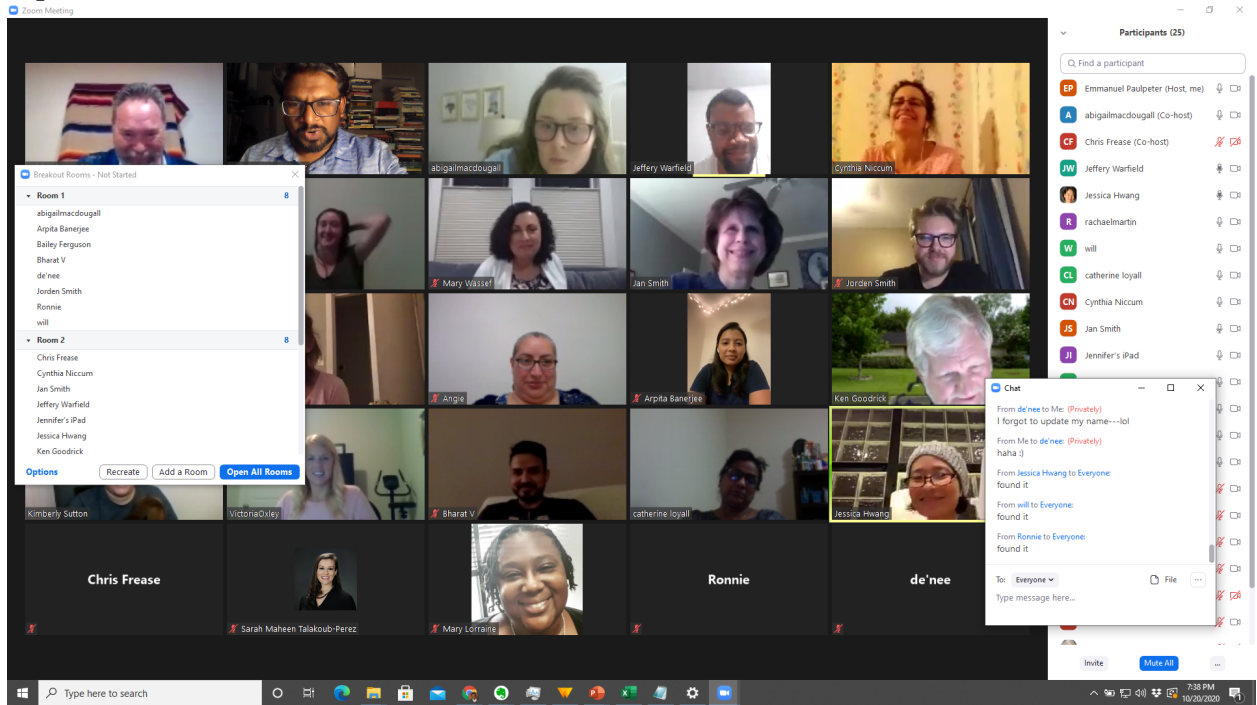 Zoom Meeting
abigailmacdougall
Jeffery Warfield
Cynthia Niccum
Breakout Rooms - Not Started
Room 1 8
abigailmacdougall
Arpita Banerjee
Bailey Ferguson
Bharat V
de'nee
Jorden Smith
Ronnie
will
Room 2 8
Chris Frease
Cynthia Niccum
Jan Smith
Jeffery Warfield
Jennifer's iPad
Jessica Hwang
Ken Goodrick
Options Recreate Add a Room Open All Rooms
Mary Wassef
Jan Smith
Jorden Smith
Angie
Arpita Banerjee
Ken Goodrick
Kimberly Sutton
VictoriaOxley
Bharat V
catherine loyall
Jessica Hwang
Chris Frease
Sarah Maheen Talakoub-Perez
Mary Lorraine
Ronnie
de'nee
Participants (25)
Find a participant
EP Emmanuel Paulpeter (Host, me)
A abigailmacdougall (Co-host)
CF Chris Frease (Co-host)
JW Jeffery Warfield
Jessica Hwang
R rachaelmartin
W will
CL catherine loyall
CN Cynthia Niccum
JS Jan Smith
JI Jennifer's iPad
Chat
From de'nee to Me: (Privately)
I forgot to update my name---lol
From Me to de'nee: (Privately)
haha :)
From Jessica Hwang to Everyone:
found it
From will to Everyone:
found it
From Ronnie to Everyone:
found it
To: Everyone File ...
Type message here...
Invite Mute All ...
Type here to search
7:38 PM
10/20/2020